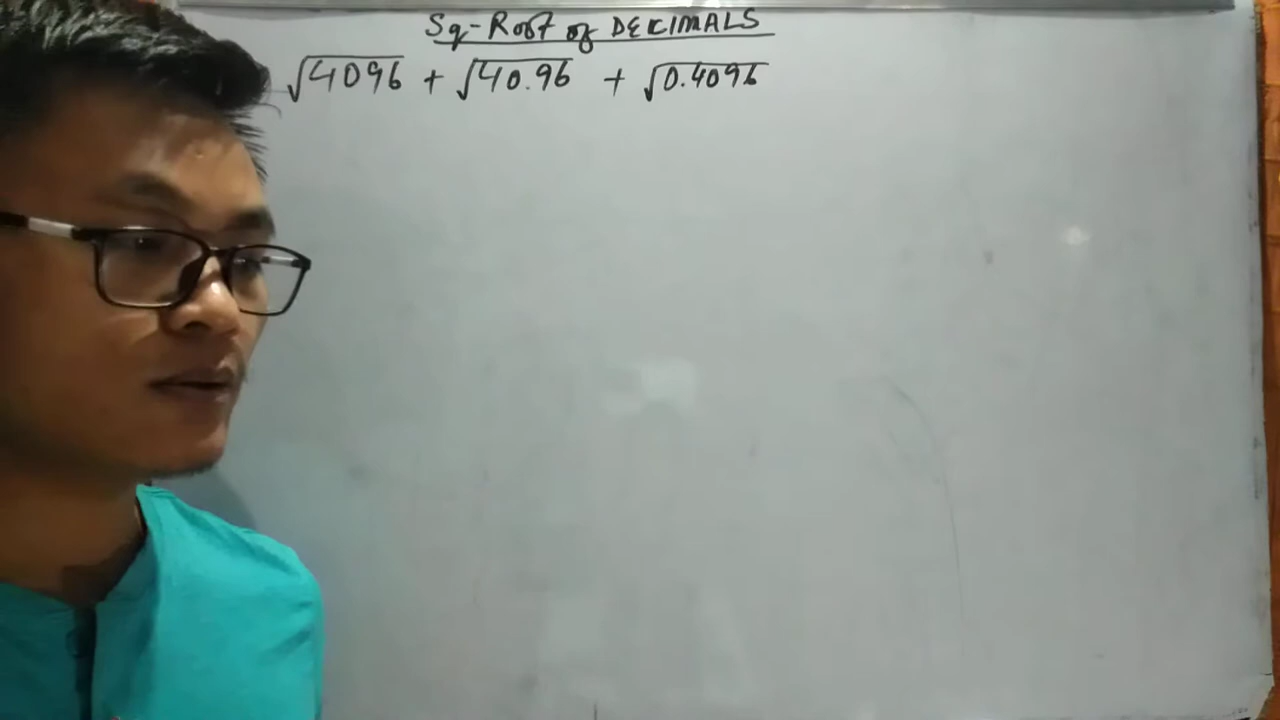 Sq-Root of DECIMALS
√4096 + √40.96 + √0.4096